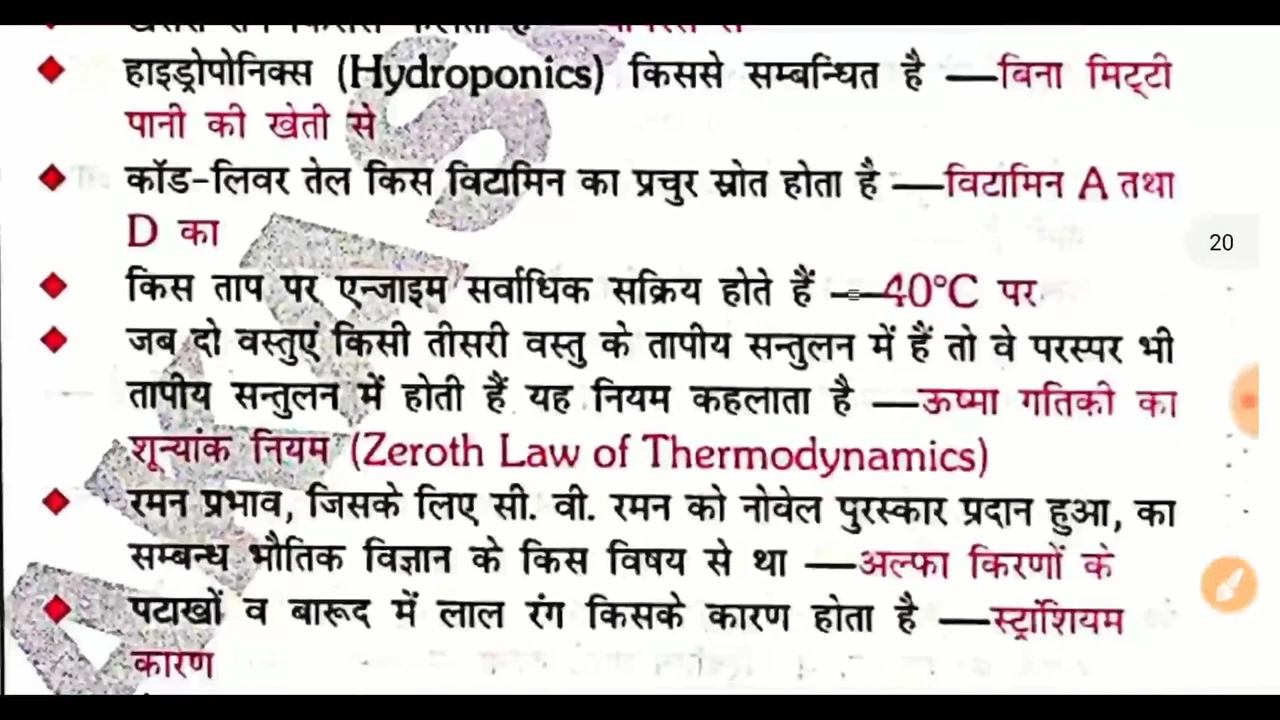 हाइड्रोपोनिक्स (Hydroponics) किससे सम्बन्धित है —बिना मिट्टी
पानी की खेती से
20
कॉड-लिवर तेल किस विटामिन का प्रचुर स्रोत होता है —विटामिन A तथा
D का
किस ताप पर एन्जाइम सर्वाधिक सक्रिय होते हैं —40°C पर
जब दो वस्तुएं किसी तीसरी वस्तु के तापीय सन्तुलन में हैं तो वे परस्पर भी
तापीय सन्तुलन में होती हैं यह नियम कहलाता है —ऊष्मा गतिकी का
शून्यांक नियम (Zeroth Law of Thermodynamics)
रमन प्रभाव, जिसके लिए सी. वी. रमन को नोवेल पुरस्कार प्रदान हुआ, का
सम्बन्ध भौतिक विज्ञान के किस विषय से था —अल्फा किरणों के
पटाखों व बारूद में लाल रंग किसके कारण होता है —स्ट्रांशियम
कारण